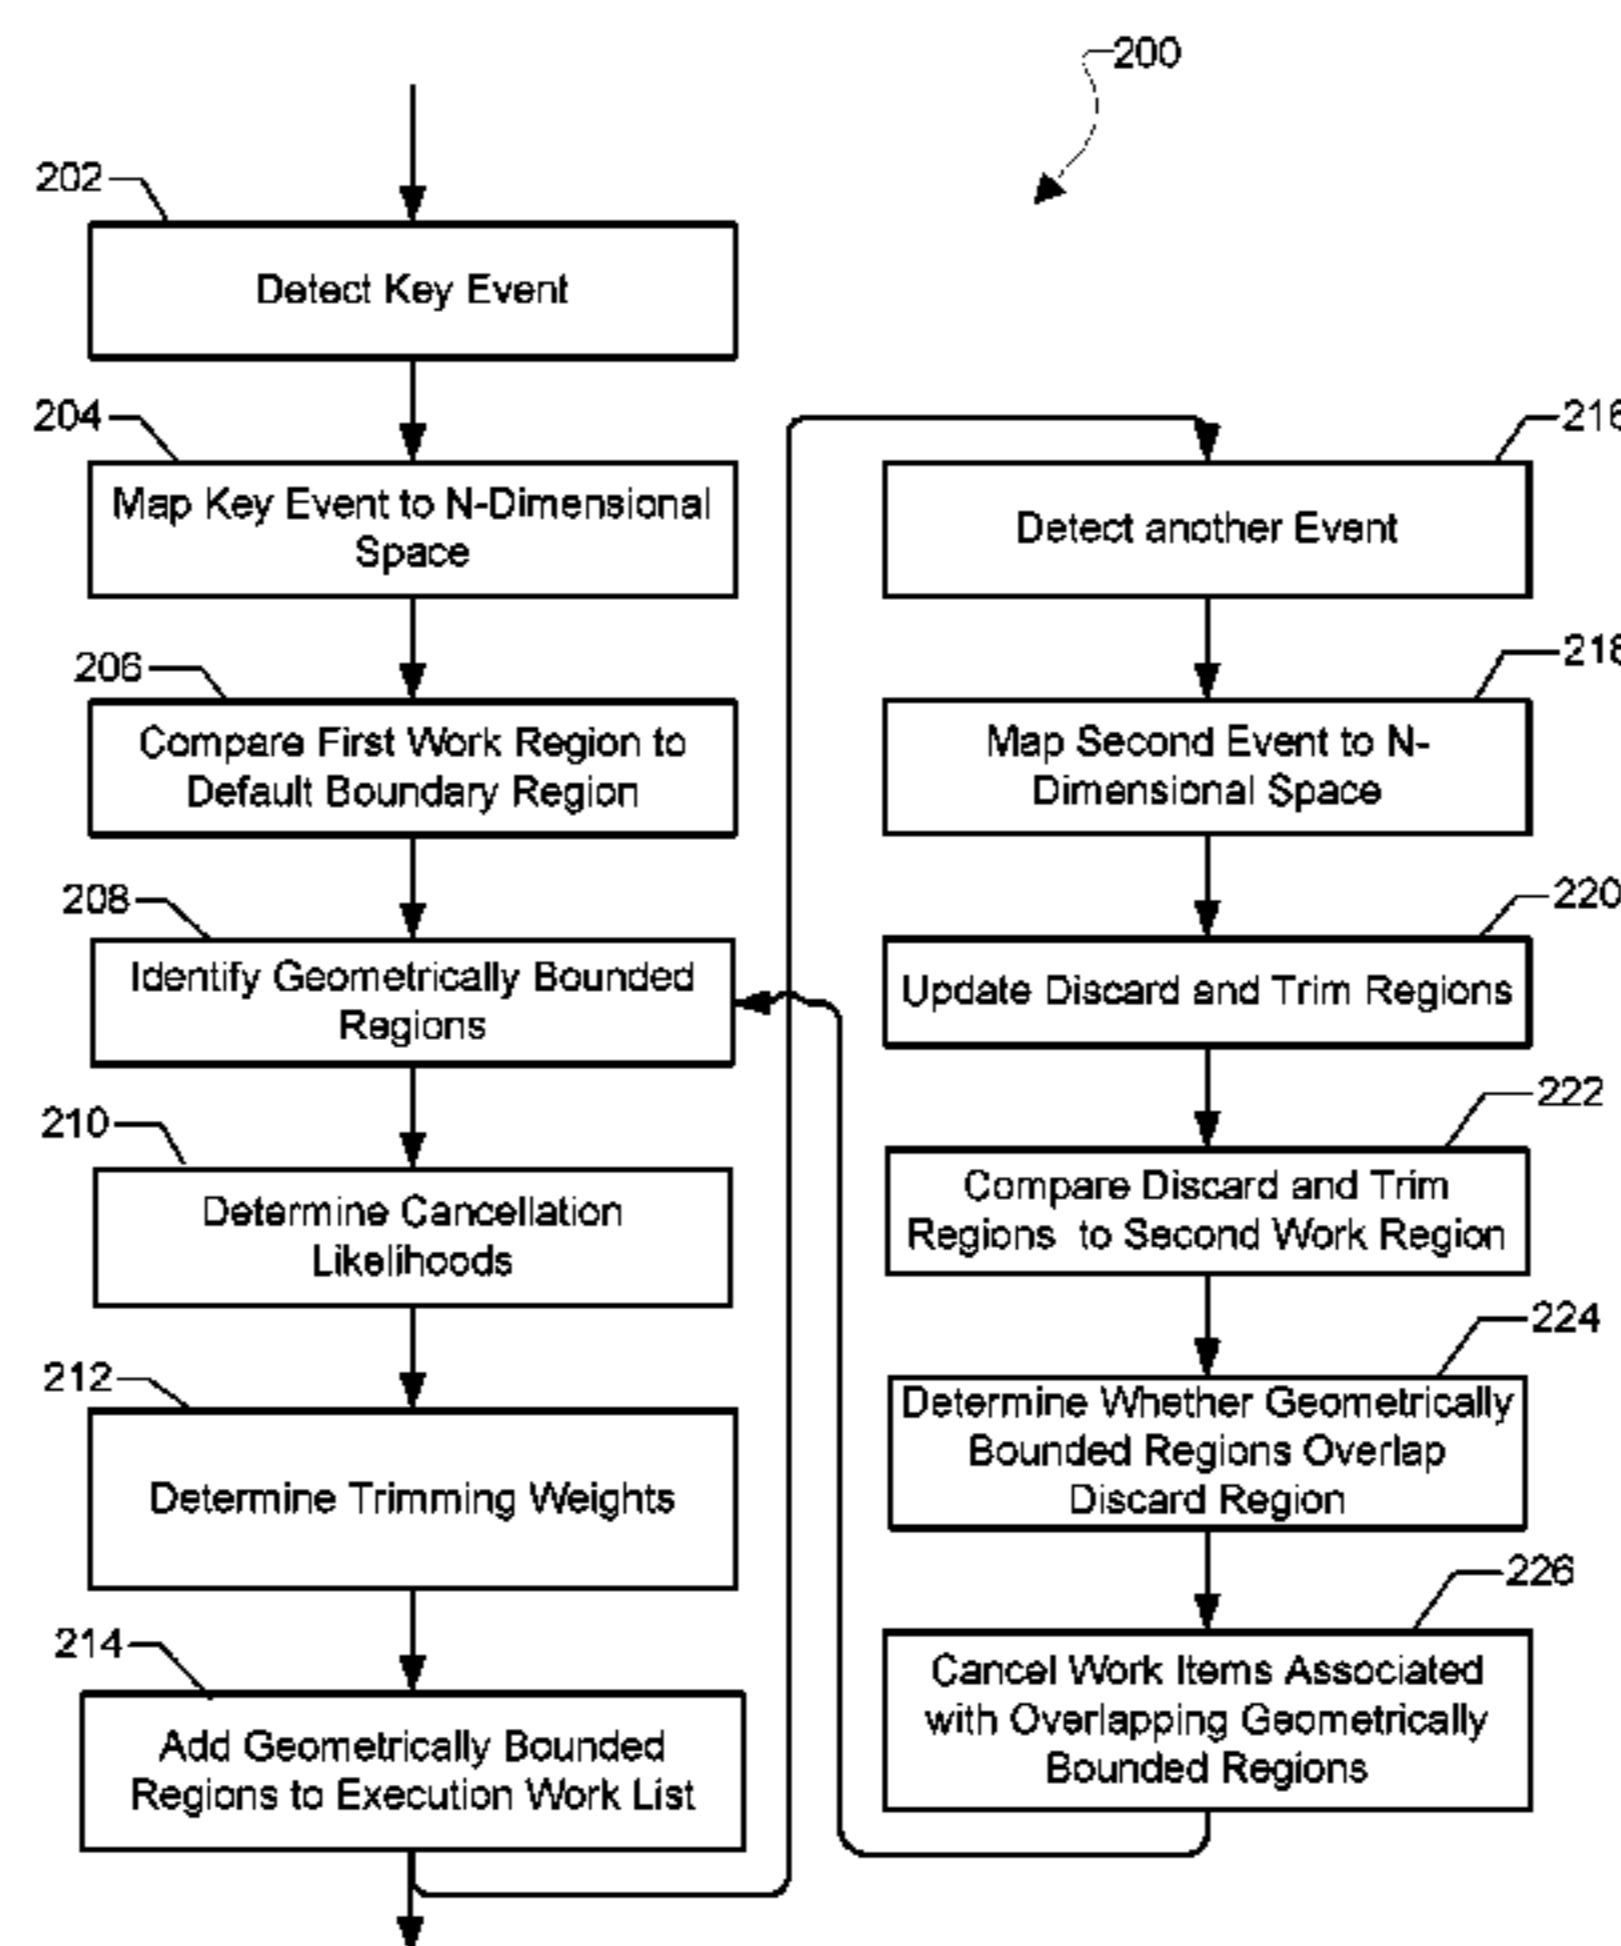 200
202
Detect Key Event
204
Map Key Event to N-Dimensional
Space
206
Compare First Work Region to
Default Boundary Region
208
Identify Geometrically Bounded
Regions
210
Determine Cancellation
Likelihoods
212
Determine Trimming Weights
214
Add Geometrically Bounded
Regions to Execution Work List
216
Detect another Event
218
Map Second Event to N-
Dimensional Space
220
Update Discard and Trim Regions
222
Compare Discard and Trim
Regions to Second Work Region
224
Determine Whether Geometrically
Bounded Regions Overlap
Discard Region
226
Cancel Work Items Associated
with Overlapping Geometrically
Bounded Regions